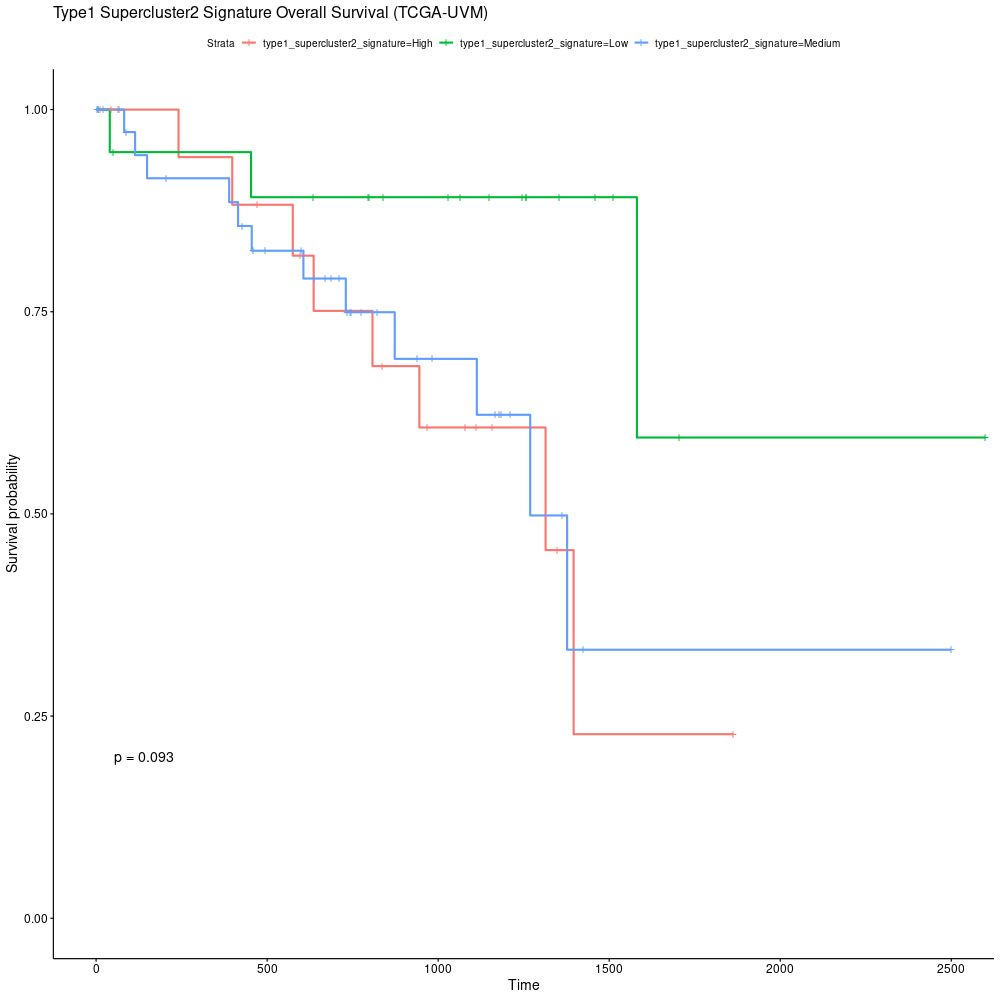 Type1 Supercluster2 Signature Overall Survival (TCGA-UVM)
Strata type1_supercluster2_signature=High type1_supercluster2_signature=Low type1_supercluster2_signature=Medium
1.00
0.75
0.50
0.25
0.00
Survival probability
p = 0.093
0 500 1000 1500 2000 2500
Time